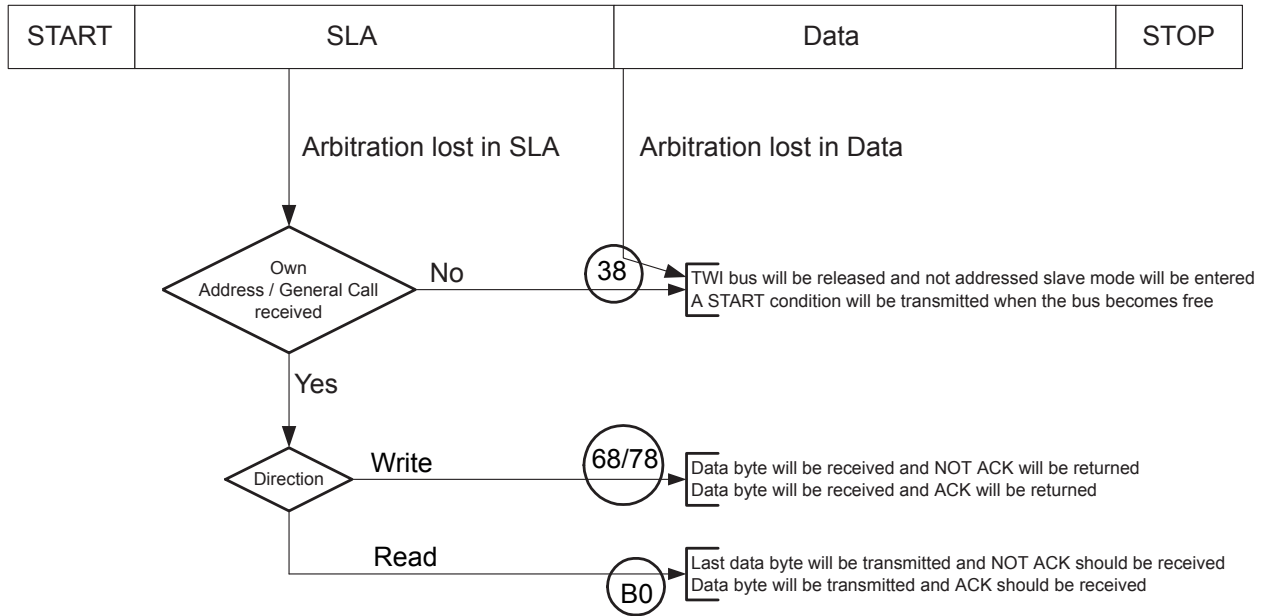 START
SLA
Data
STOP
Arbitration lost in SLA
Arbitration lost in Data
Own
Address / General Call
received
No
38
TWI bus will be released and not addressed slave mode will be entered
A START condition will be transmitted when the bus becomes free
Yes
Direction
Write
68/78
Data byte will be received and NOT ACK will be returned
Data byte will be received and ACK will be returned
Read
B0
Last data byte will be transmitted and NOT ACK should be received
Data byte will be transmitted and ACK should be received